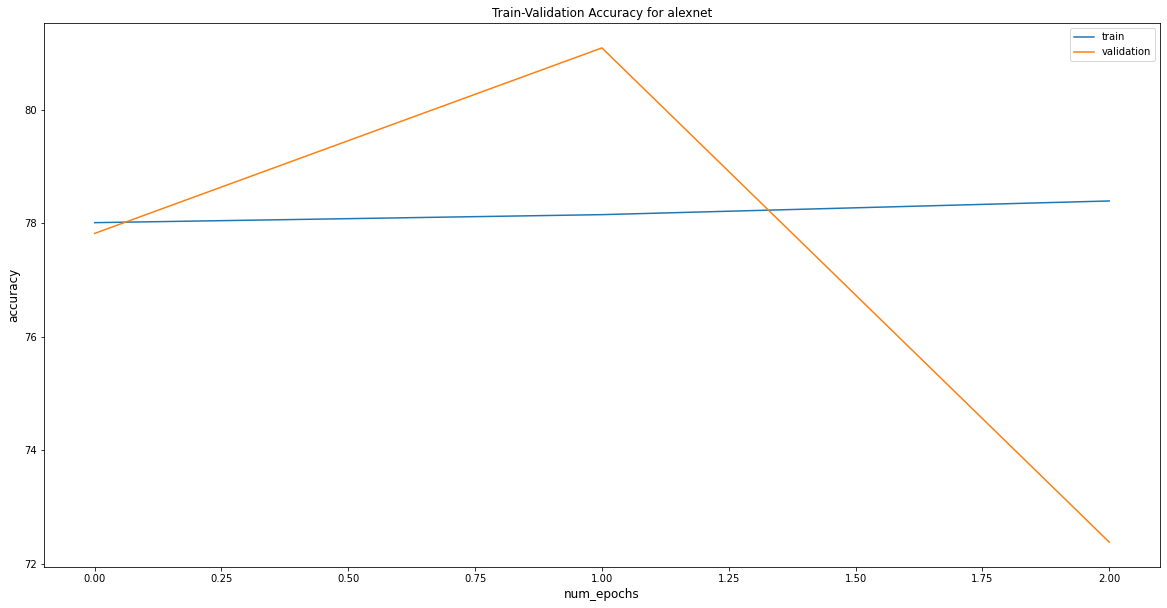 Train-Validation Accuracy for alexnet
train
validation
accuracy
80
78
76
74
72
0.00 0.25 0.50 0.75 1.00 1.25 1.50 1.75 2.00
num_epochs